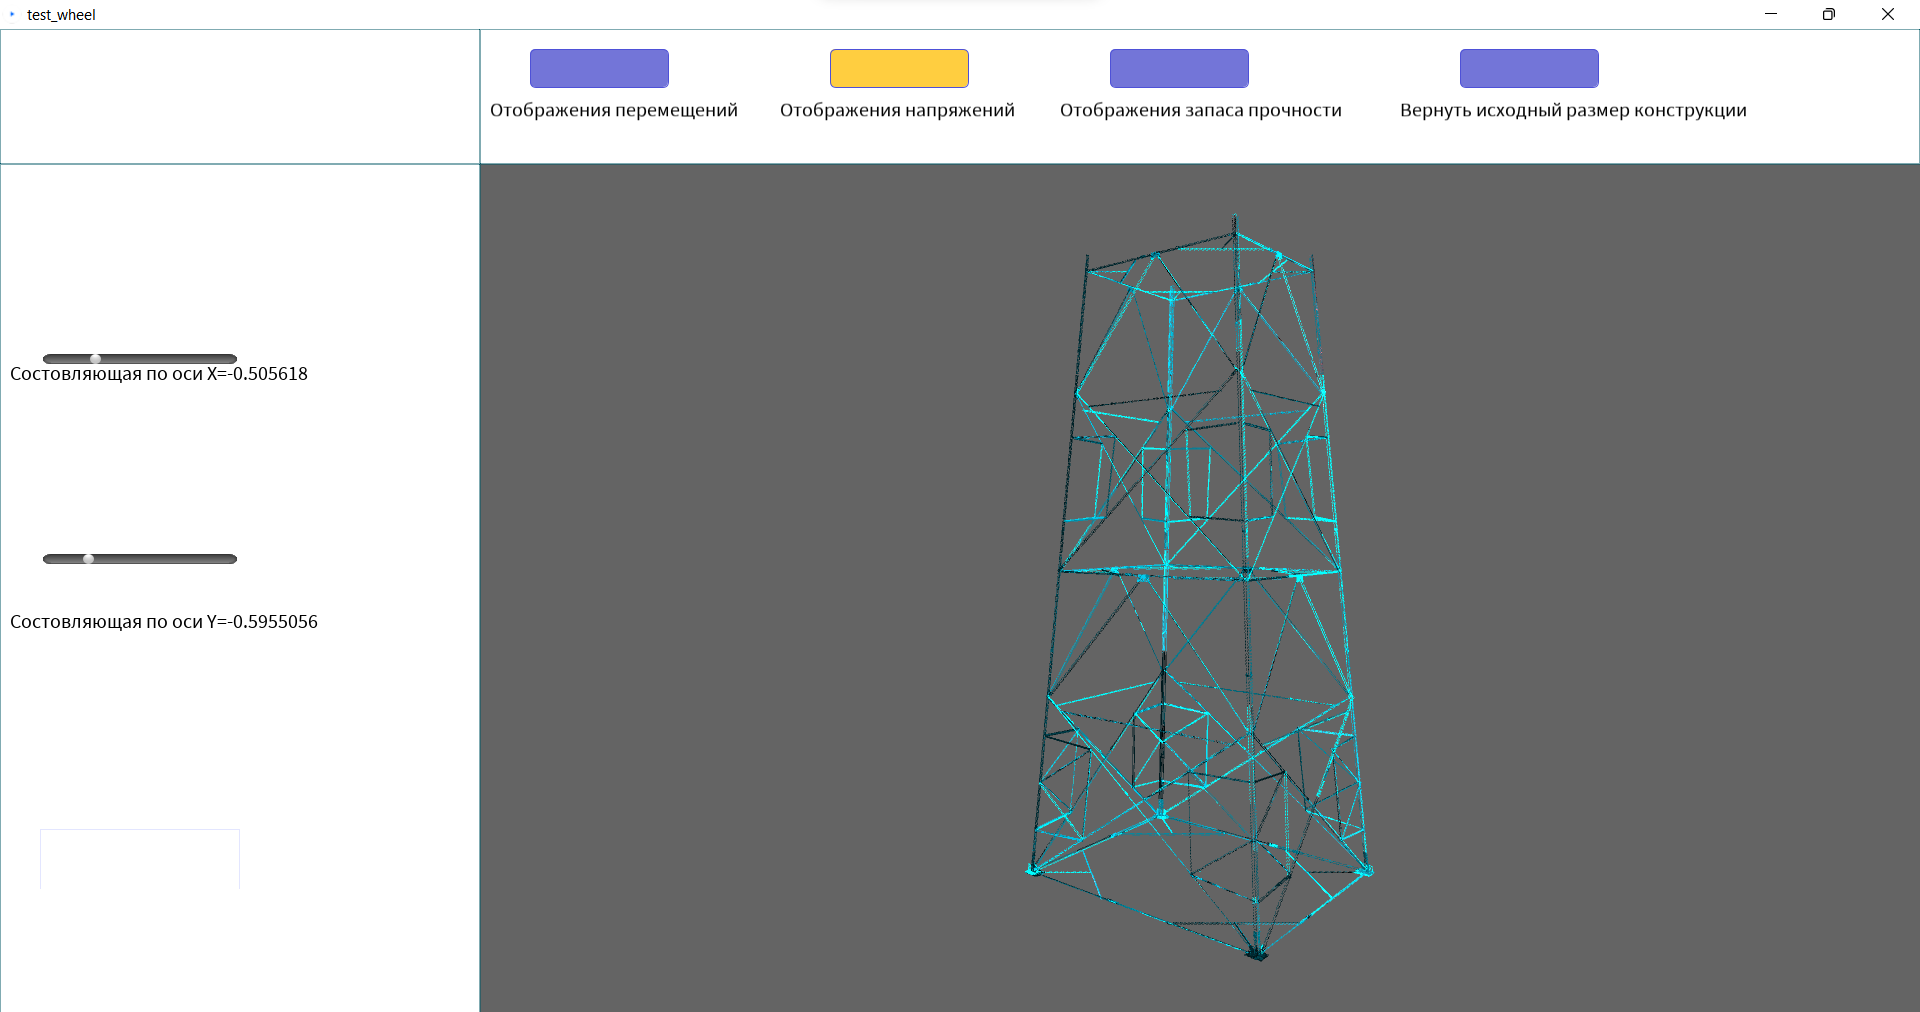 test_wheel
Отображения перемещений
Отображения напряжений
Отображения запаса прочности
Вернуть исходный размер конструкции
Состовляющая по оси X=-0.505618
Состовляющая по оси Y=-0.5955056